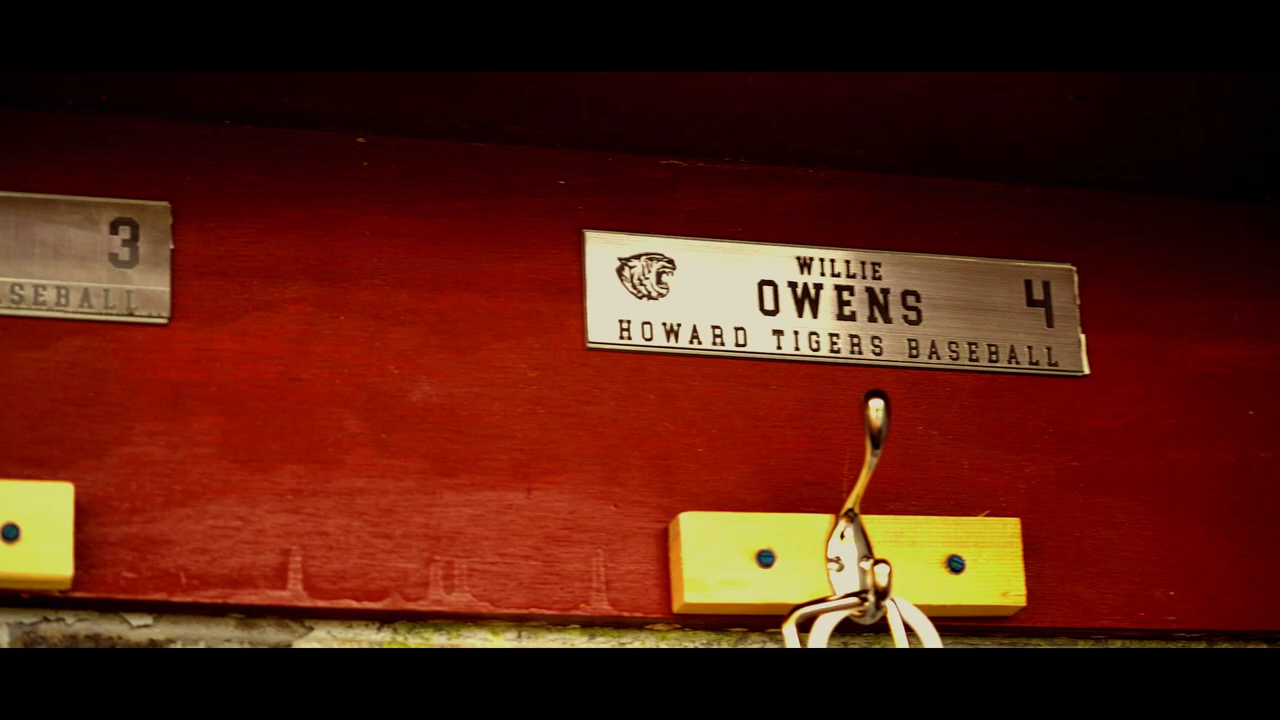 3
SEBALL
WILLIE
OWENS
4
HOWARD TIGERS BASEBALL